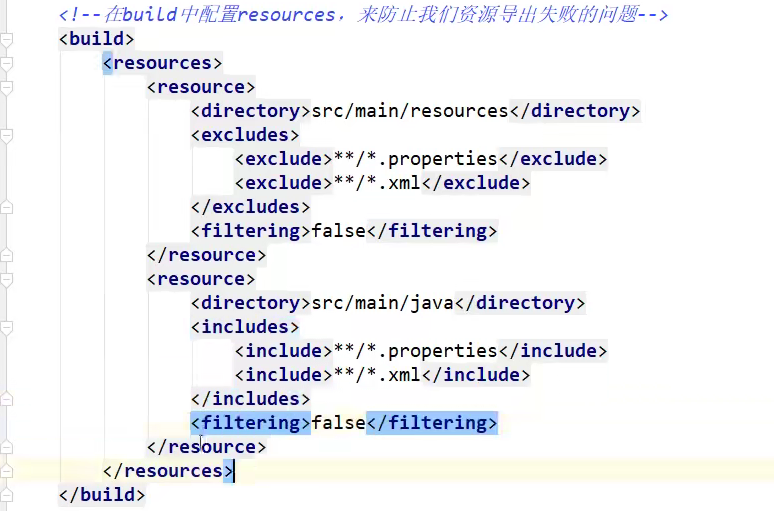 <!--在build中配置resources，来防止我们资源导出失败的问题-->
<build>
    <resources>
        <resource>
            <directory>src/main/resources</directory>
            <excludes>
                <exclude>**/*.properties</exclude>
                <exclude>**/*.xml</exclude>
            </excludes>
            <filtering>false</filtering>
        </resource>
        <resource>
            <directory>src/main/java</directory>
            <includes>
                <include>**/*.properties</include>
                <include>**/*.xml</include>
            </includes>
            <filtering>false</filtering>
        </resource>
    </resources>
</build>